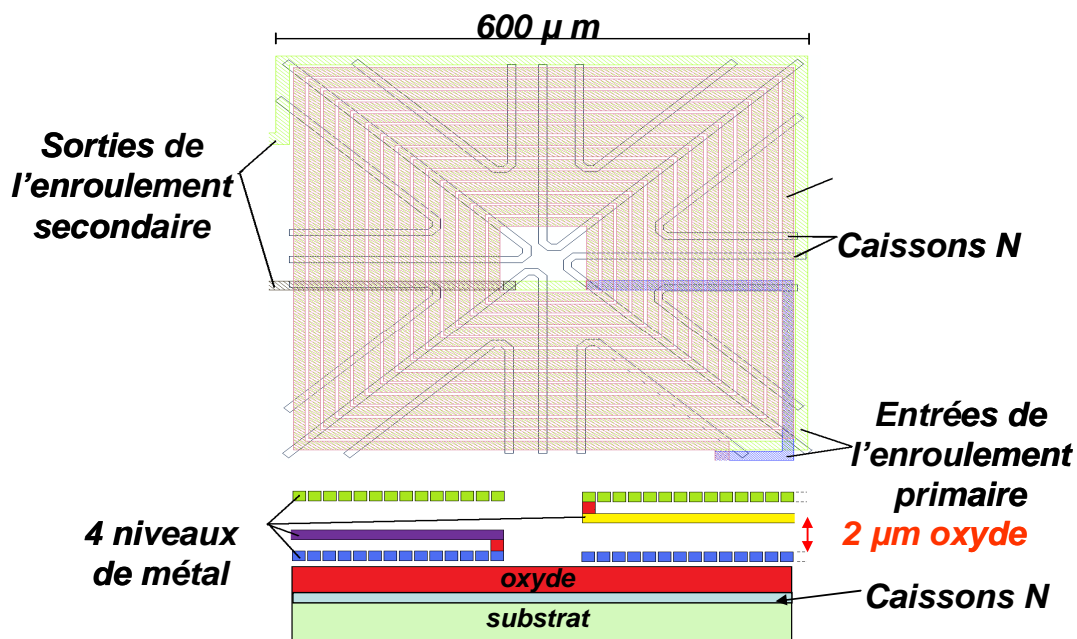 600 µ m
Sorties de
l'enroulement
secondaire
Caissons N
Entrées de
l'enroulement
primaire
4 niveaux
de métal
2 µm oxyde
oxyde
Caissons N
substrat